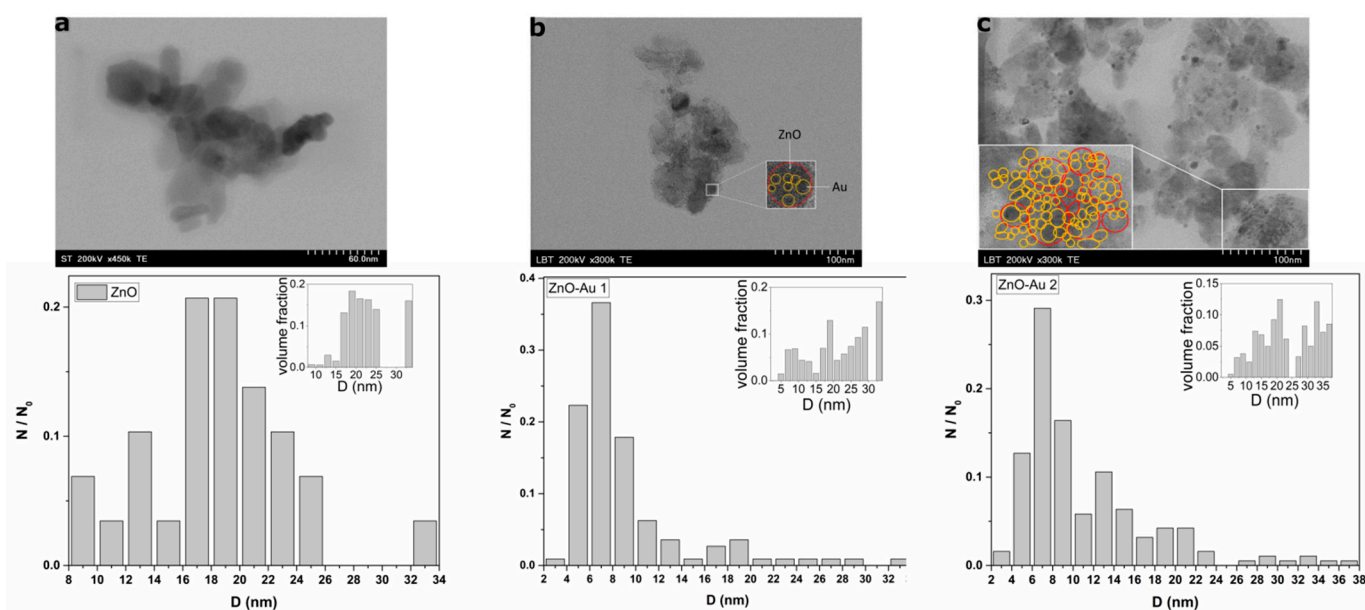 a
ST 200kV x450k TE 60.0nm
b
ZnO
Au
LBT 200kV x300k TE 100nm
c
LBT 200kV x300k TE 100nm
ZnO
N / N0
0.2
0.1
0.0
8 10 12 14 16 18 20 22 24 26 28 30 32 34
D (nm)
volume fraction
0.2
0.1
0.0
10 15 20 25 30
D (nm)
ZnO-Au 1
0.4
0.3
0.2
0.1
0.0
N / N0
2 4 6 8 10 12 14 16 18 20 22 24 26 28 30 32
D (nm)
volume fraction
0.2
0.1
0.0
5 10 15 20 25 30
D (nm)
ZnO-Au 2
0.3
0.2
0.1
0.0
N / N0
2 4 6 8 10 12 14 16 18 20 22 24 26 28 30 32 34 36 38
D (nm)
volume fraction
0.2
0.1
0.0
5 10 15 20 25 30 35
D (nm)